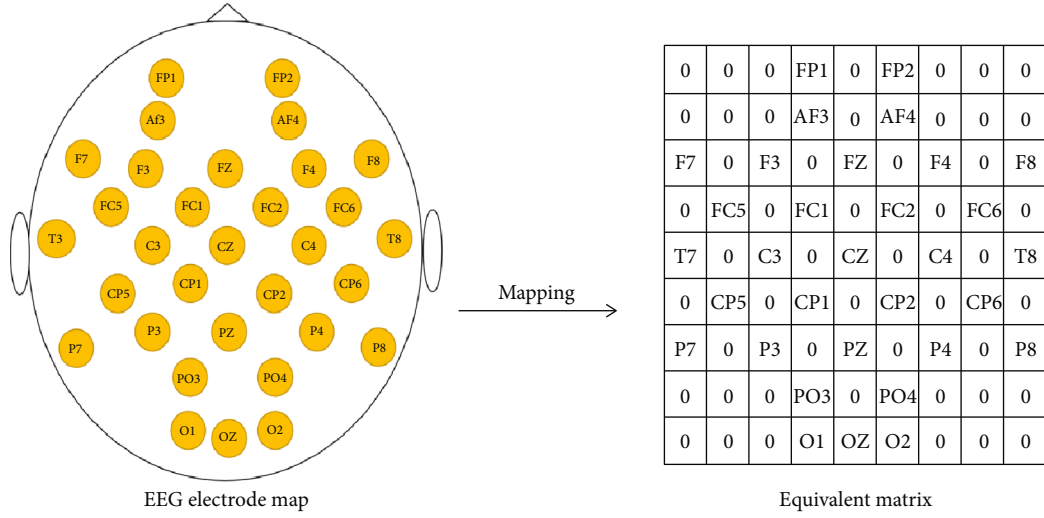 FP1 FP2
Af3 AF4
F7 F3 FZ F4 F8
FC5 FC1 FC2 FC6
T3 C3 CZ C4 T8
CP5 CP1 CP2 CP6
P7 P3 PZ P4 P8
PO3 PO4
O1 OZ O2
EEG electrode map
Mapping
0 0 0 FP1 0 FP2 0 0 0
0 0 0 AF3 0 AF4 0 0 0
F7 0 F3 0 FZ 0 F4 0 F8
0 FC5 0 FC1 0 FC2 0 FC6 0
T7 0 C3 0 CZ 0 C4 0 T8
0 CP5 0 CP1 0 CP2 0 CP6 0
P7 0 P3 0 PZ 0 P4 0 P8
0 0 0 PO3 0 PO4 0 0 0
0 0 0 O1 OZ O2 0 0 0
Equivalent matrix